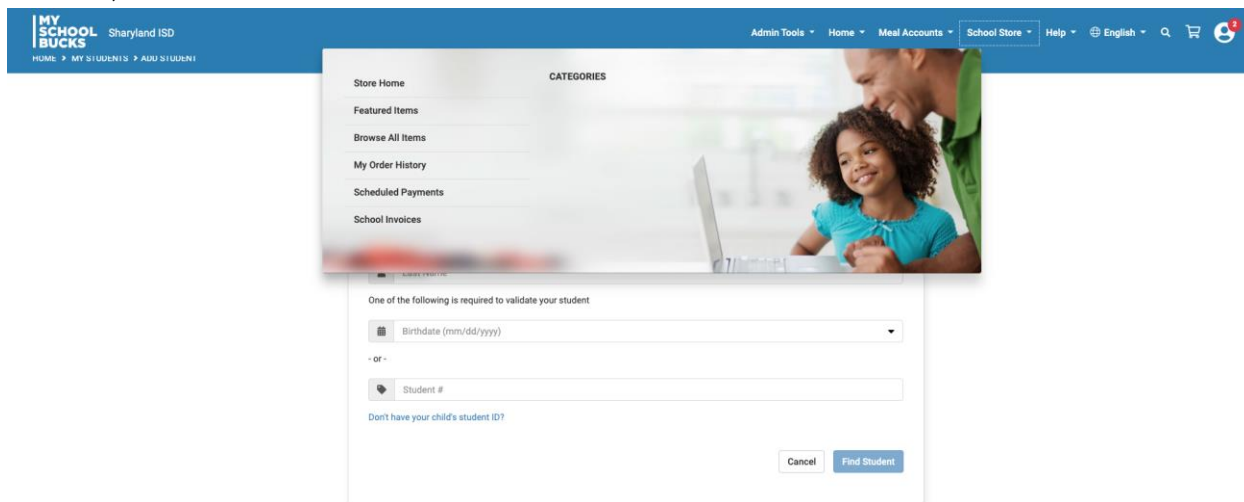 MY
SCHOOL
BUCKS
Sharyland ISD
Admin Tools Home Meal Accounts School Store Help English 2
HOME > MY STUDENTS > ADD STUDENT
Store Home
CATEGORIES
Featured Items
Browse All Items
My Order History
Scheduled Payments
School Invoices
Last Name
One of the following is required to validate your student
Birthdate (mm/dd/yyyy)
- or -
Student #
Don't have your child's student ID?
Cancel Find Student